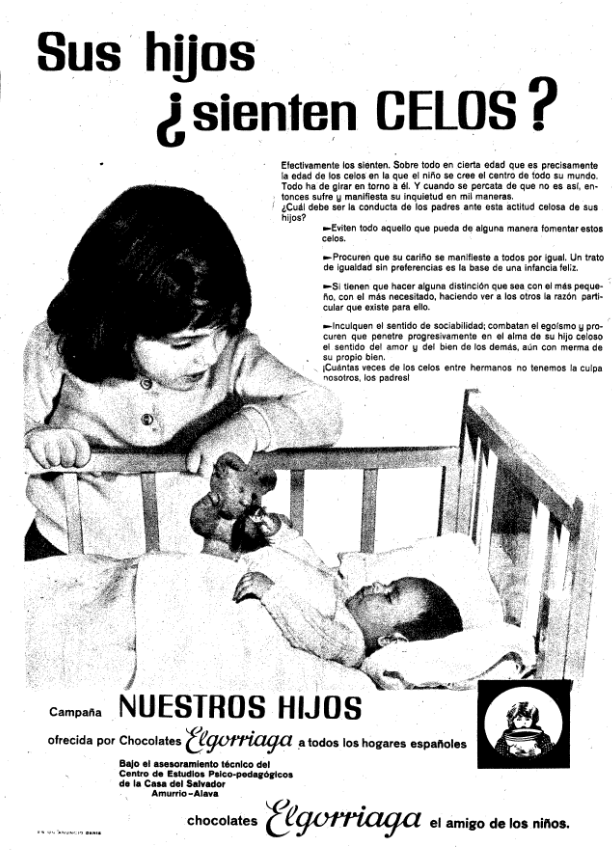 Sus hijos
¿sienten CELOS?
Efectivamente los sienten. Sobre todo en cierta edad que es precisamente
la edad de los celos en la que el niño se cree el centro de todo su mundo.
Todo ha de girar en torno a él. Y cuando se percata de que no es así, en-
tonces sufre y manifiesta su inquietud en mil maneras.
¿Cuál debe ser la conducta de los padres ante esta actitud celosa de sus
hijos?
►Eviten todo aquello que pueda de alguna manera fomentar estos
celos.
►Procuren que su cariño se manifieste a todos por igual. Un trato
de igualdad sin preferencias es la base de una infancia feliz.
►Si tienen que hacer alguna distinción que sea con el más peque-
ño, con el más necesitado, haciendo ver a los otros la razón parti-
cular que existe para ello.
►Inculquen el sentido de sociabilidad; combatan el egoísmo y pro-
curen que penetre progresivamente en el alma de su hijo celoso
el sentido del amor y del bien de los demás, aún con merma de
su propio bien.
¡Cuántas veces de los celos entre hermanos no tenemos la culpa
nosotros, los padres!
Campaña NUESTROS HIJOS
ofrecida por Chocolates Elgorriaga a todos los hogares españoles
Bajo el asesoramiento técnico del
Centro de Estudios Psico-pedagógicos
de la Casa del Salvador
Amurrio-Alava
chocolates Elgorriaga el amigo de los niños.